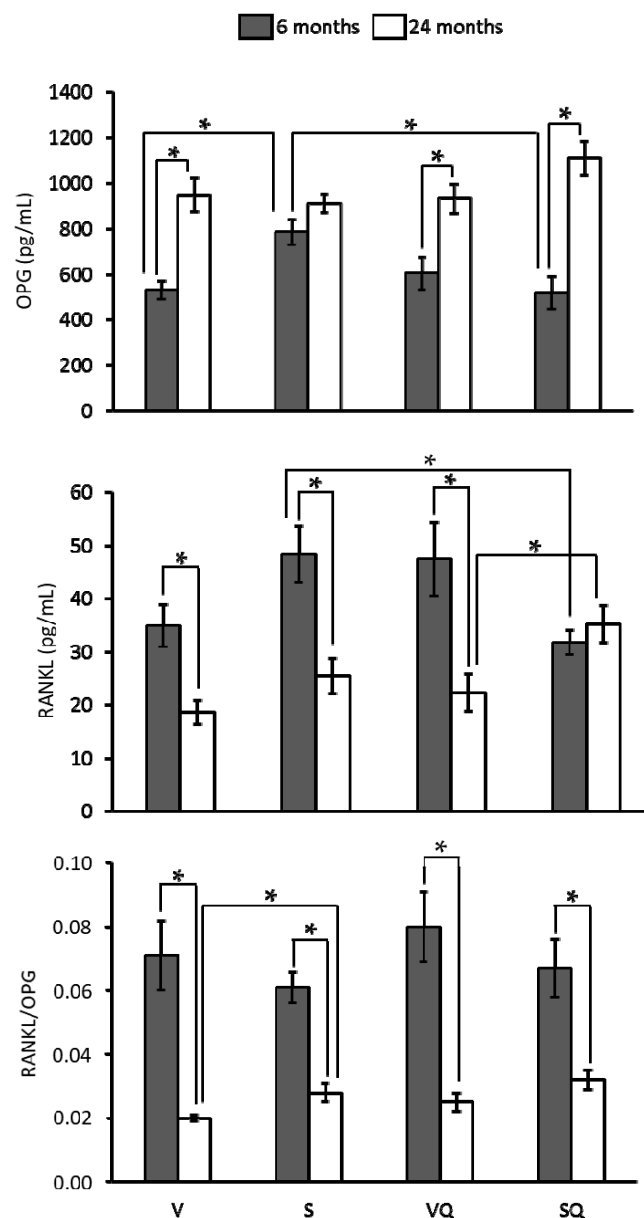 6 months 24 months
1400
1200
1000
800
600
400
200
0
OPG (pg/mL)
* * * * *
60
50
40
30
20
10
0
RANKL (pg/mL)
* * * * *
0.10
0.08
0.06
0.04
0.02
0.00
RANKL/OPG
* * * * *
V S VQ SQ